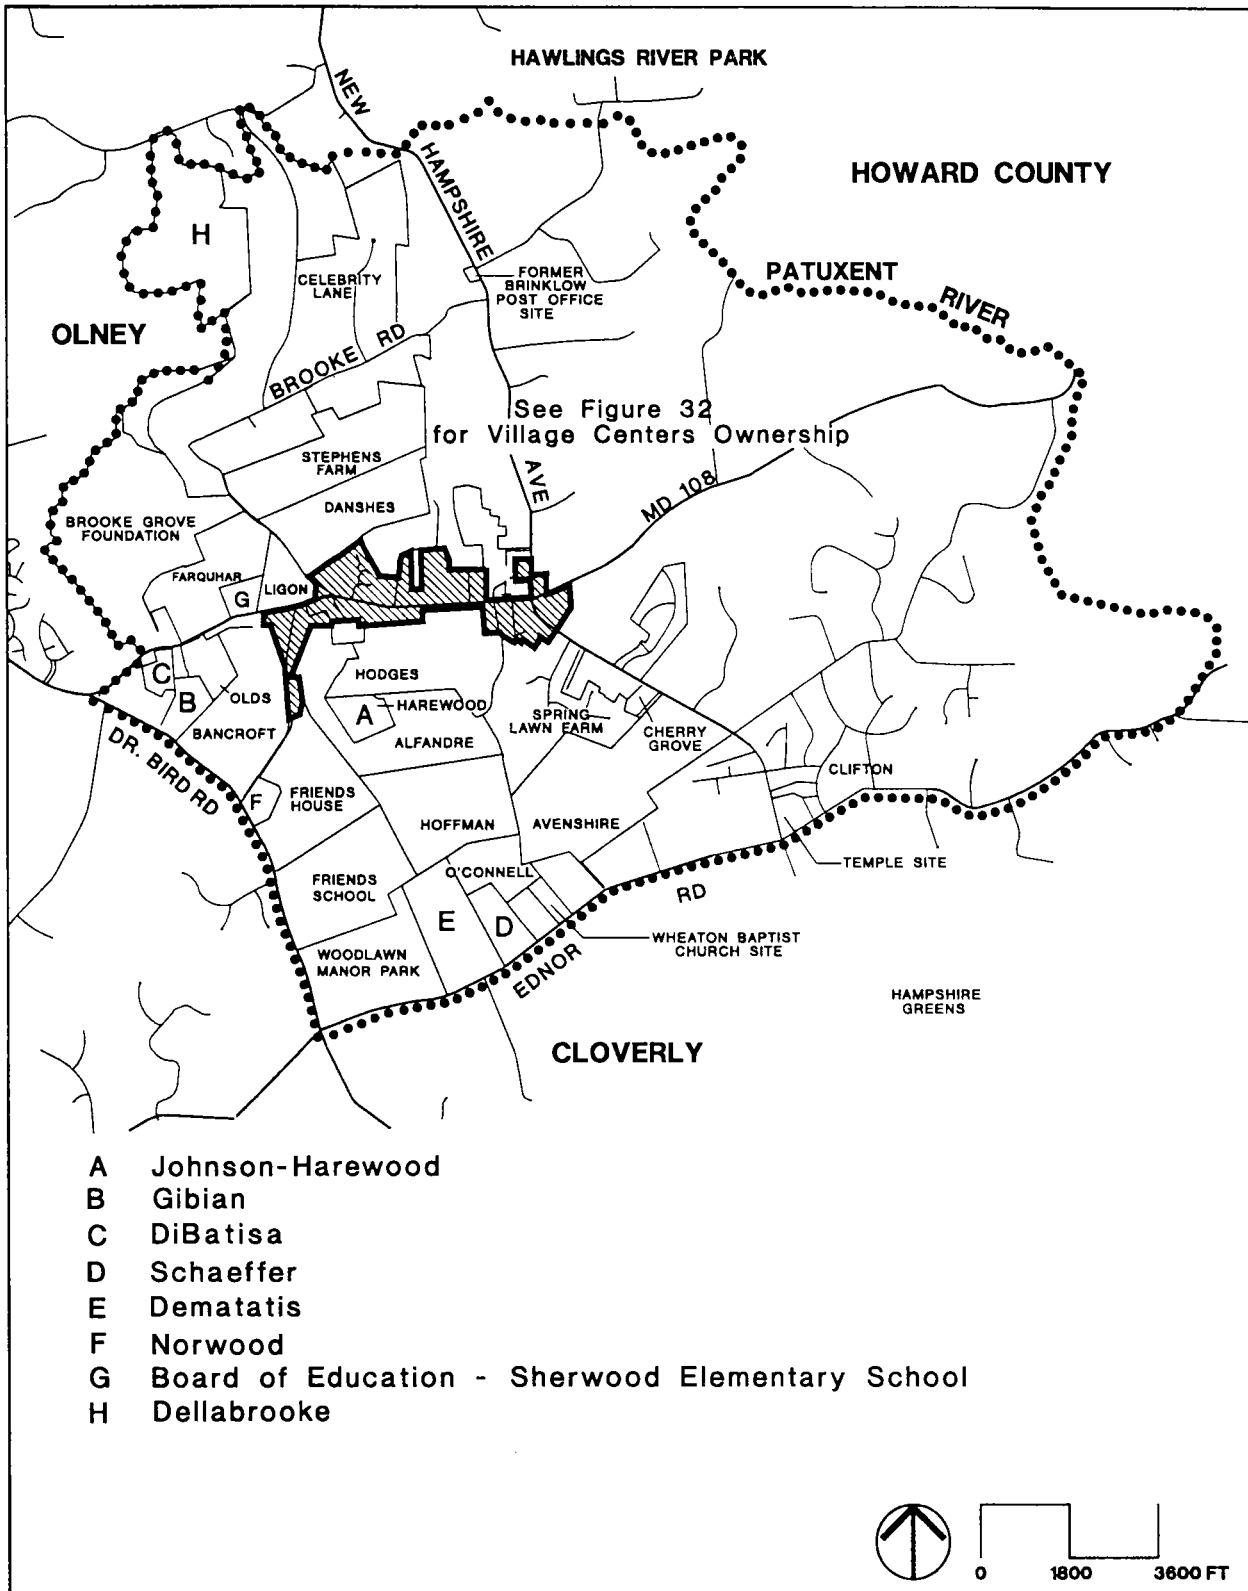 HAWLINGS RIVER PARK
NEW
HAMPSHIRE
HOWARD COUNTY
H
CELEBRITY
LANE
FORMER
BRINKLOW
POST OFFICE
SITE
PATUXENT
RIVER
OLNEY
BROOKE RD
See Figure 32
for Village Centers Ownership
STEPHENS
FARM
AVE
MD 108
DANSHES
BROOKE GROVE
FOUNDATION
FARQUHAR
G
LIGON
C
B
OLDS
HODGES
A
HAREWOOD
SPRING
LAWN FARM
CHERRY
GROVE
BANCROFT
ALFANDRE
DR. BIRD RD
CLIFTON
F
FRIENDS
HOUSE
HOFFMAN
AVENSHIRE
TEMPLE SITE
O'CONNELL
FRIENDS
SCHOOL
RD
E
D
WHEATON BAPTIST
CHURCH SITE
WOODLAWN
MANOR PARK
EDNOR
HAMPSHIRE
GREENS
CLOVERLY
A Johnson-Harewood
B Gibian
C DiBatisa
D Schaeffer
E Dematatis
F Norwood
G Board of Education - Sherwood Elementary School
H Dellabrooke
0 1800 3600 FT